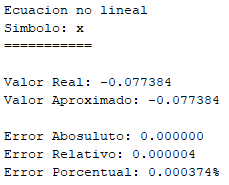 Ecuacion no lineal
Simbolo: x
===========
Valor Real: -0.077384
Valor Aproximado: -0.077384
Error Abosuluto: 0.000000
Error Relativo: 0.000004
Error Porcentual: 0.000374%